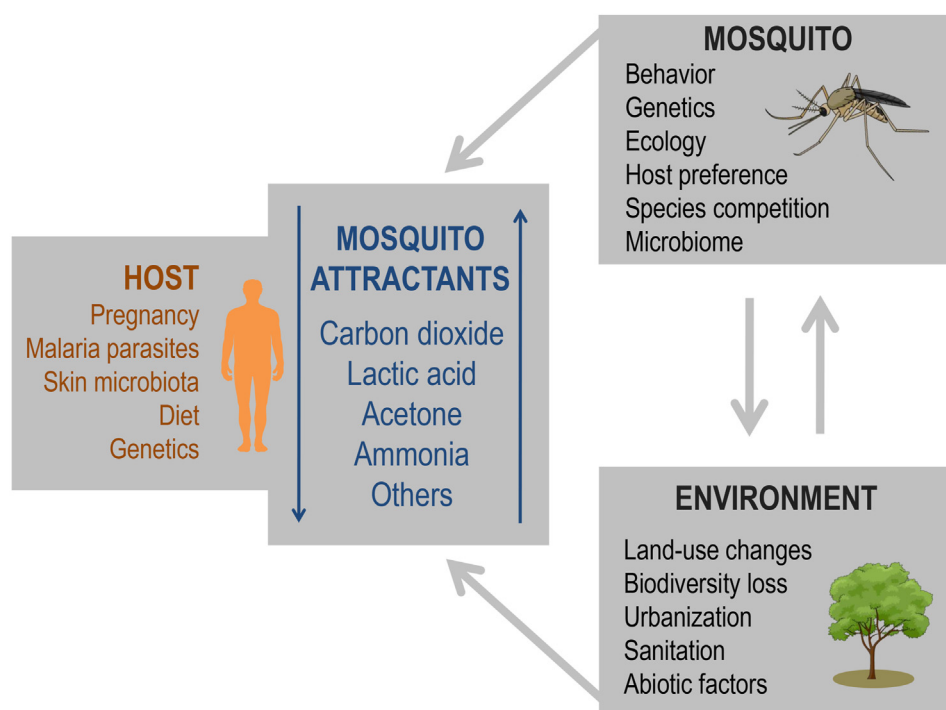 MOSQUITO
Behavior
Genetics
Ecology
Host preference
Species competition
Microbiome
MOSQUITO
ATTRACTANTS
Carbon dioxide
Lactic acid
Acetone
Ammonia
Others
HOST
Pregnancy
Malaria parasites
Skin microbiota
Diet
Genetics
ENVIRONMENT
Land-use changes
Biodiversity loss
Urbanization
Sanitation
Abiotic factors